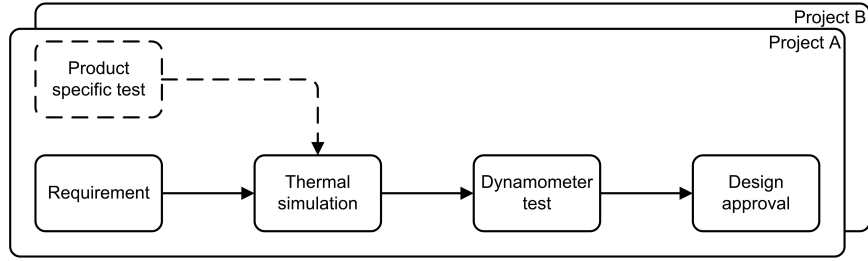 Project B
Project A
Product
specific test
Requirement
Thermal
simulation
Dynamometer
test
Design
approval